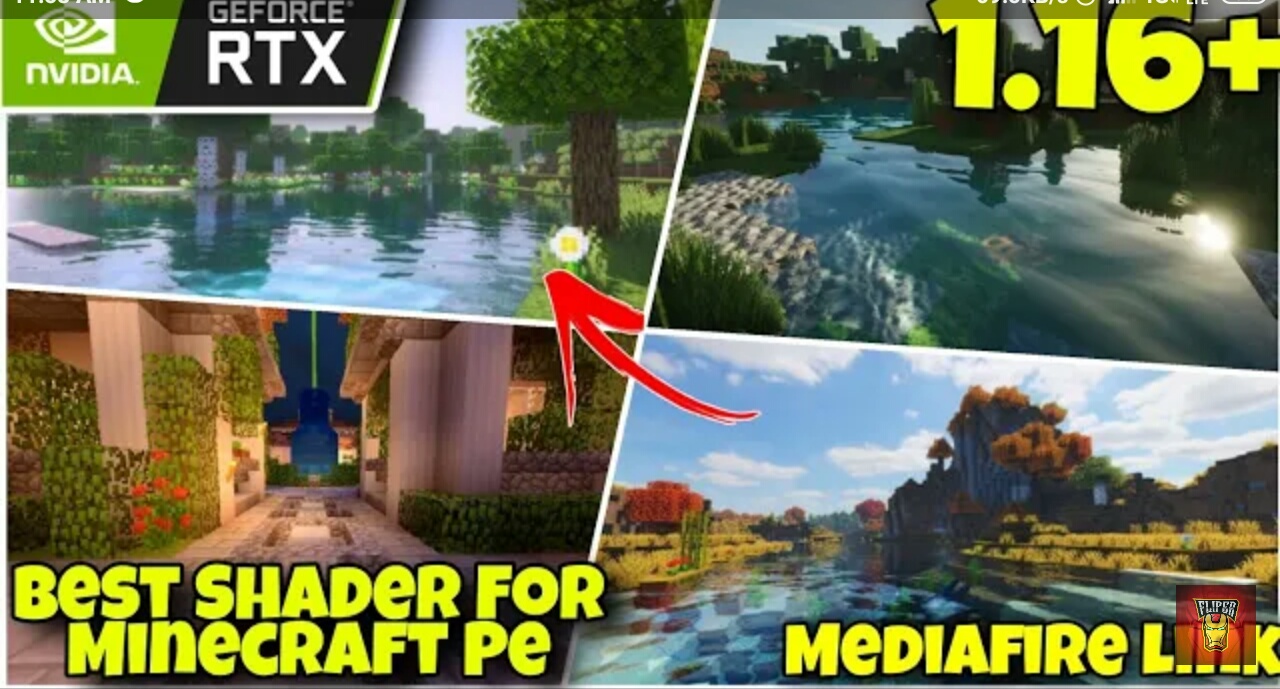 GEFORCE
RTX
NVIDIA.
1.16+
BEST SHADER FOR
MINECRAFT PE
MEDIAFIRE
FLIPER